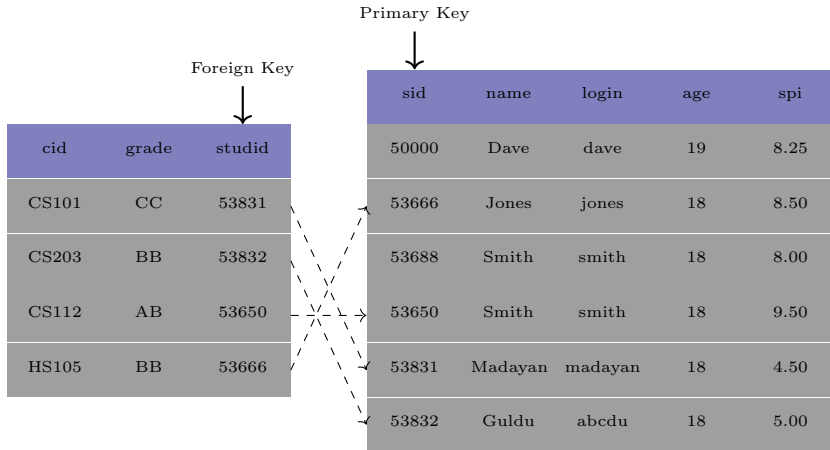 Primary Key
Foreign Key
cid grade studid
CS101 CC 53831
CS203 BB 53832
CS112 AB 53650
HS105 BB 53666
sid name login age spi
50000 Dave dave 19 8.25
53666 Jones jones 18 8.50
53688 Smith smith 18 8.00
53650 Smith smith 18 9.50
53831 Madayan madayan 18 4.50
53832 Guldu abcdu 18 5.00